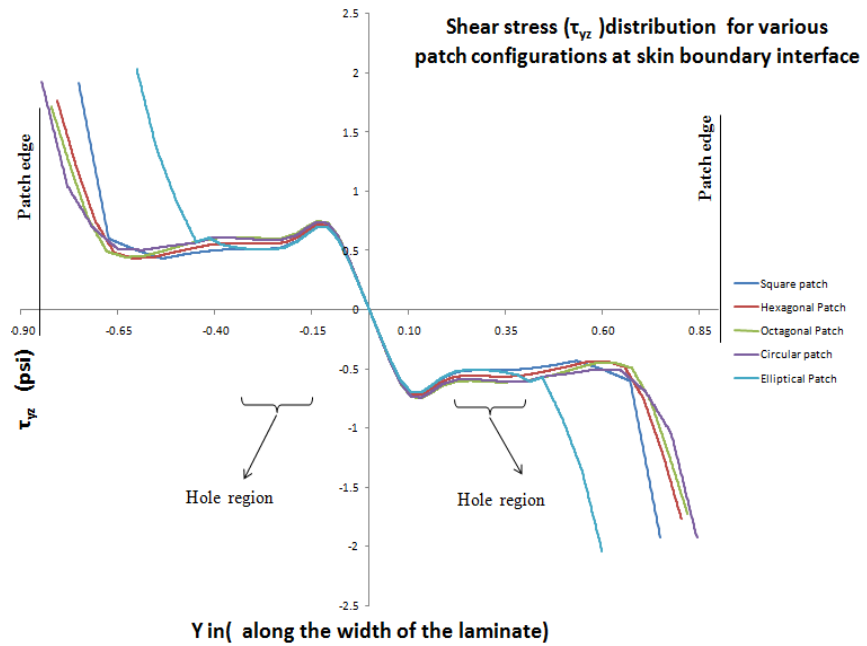 Shear stress (τyz )distribution for various
patch configurations at skin boundary interface
2.5
2
1.5
1
0.5
0
-0.5
-1
-1.5
-2
-2.5
-0.90
-0.65
-0.40
-0.15
0.10
0.35
0.60
0.85
Patch edge
Patch edge
τyz (psi)
Hole region
Hole region
Square patch
Hexagonal Patch
Octagonal Patch
Circular patch
Elliptical Patch
Y in( along the width of the laminate)